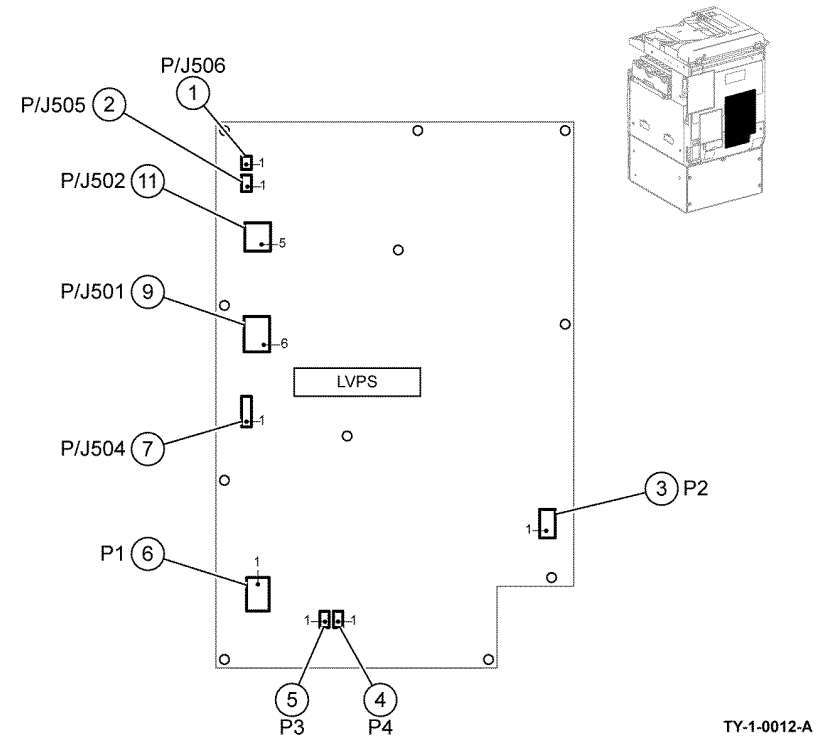 P/J506
1
P/J505 2
1
1
P/J502 11
5
P/J501 9
6
LVPS
1
P/J504 7
3 P2
1
P1 6
1
1 1
5 4
P3 P4
TY-1-0012-A